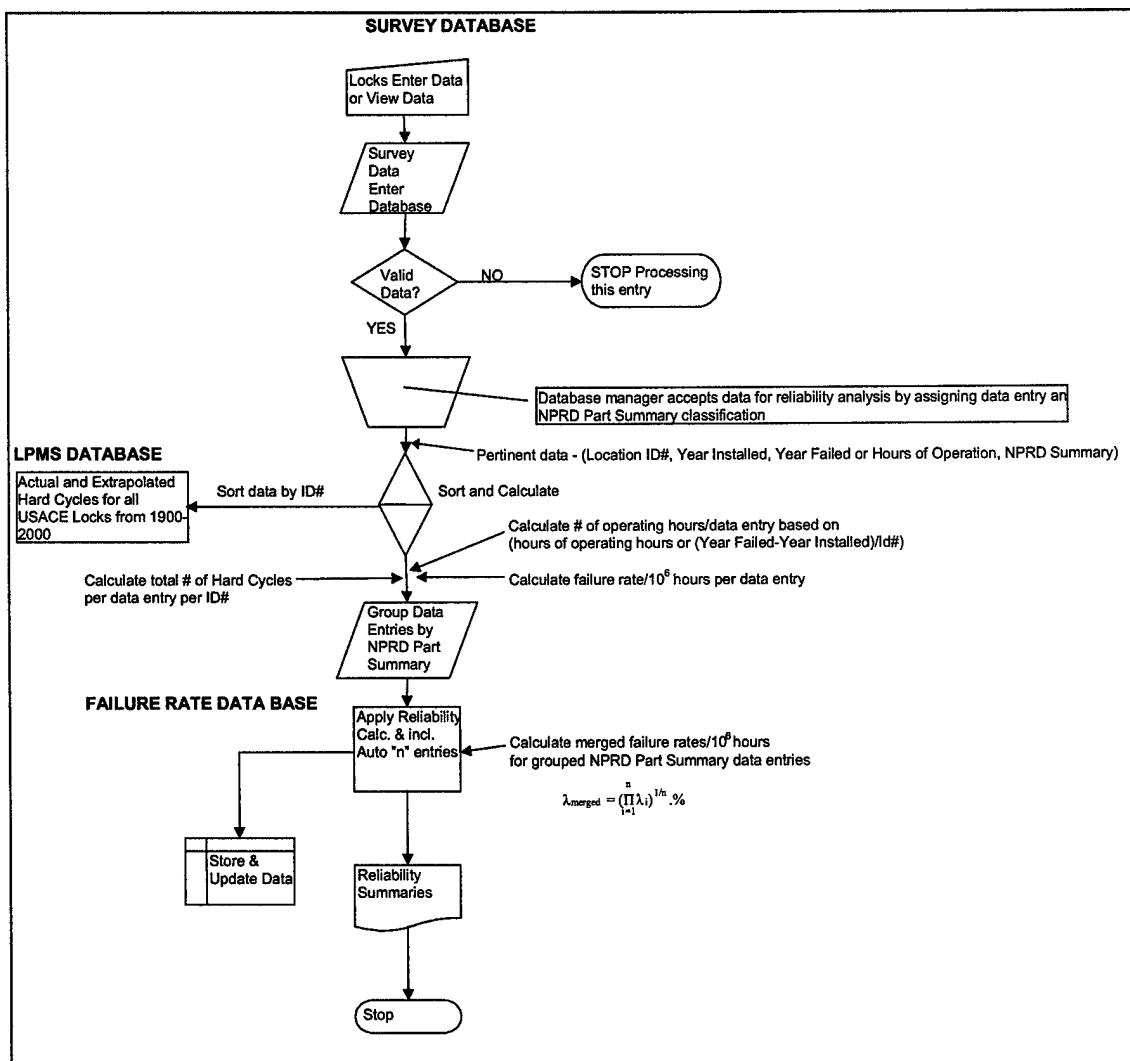 SURVEY DATABASE
Locks Enter Data
or View Data
Survey
Data
Enter
Database
Valid
Data?
NO
STOP Processing
this entry
YES
Database manager accepts data for reliability analysis by assigning data entry an
NPRD Part Summary classification
Pertinent data - (Location ID#, Year Installed, Year Failed or Hours of Operation, NPRD Summary)
LPMS DATABASE
Actual and Extrapolated
Hard Cycles for all
USACE Locks from 1900-
2000
Sort data by ID#
Sort and Calculate
Calculate # of operating hours/data entry based on
(hours of operating hours or (Year Failed-Year Installed)/Id#)
Calculate total # of Hard Cycles
per data entry per ID#
Calculate failure rate/10⁶ hours per data entry
Group Data
Entries by
NPRD Part
Summary
FAILURE RATE DATA BASE
Apply Reliability
Calc. & incl.
Auto "n" entries
Calculate merged failure rates/10⁶ hours
for grouped NPRD Part Summary data entries
λmerged = (∏ⁿᵢ₌₁ λi)^1/n .%
Store &
Update Data
Reliability
Summaries
Stop